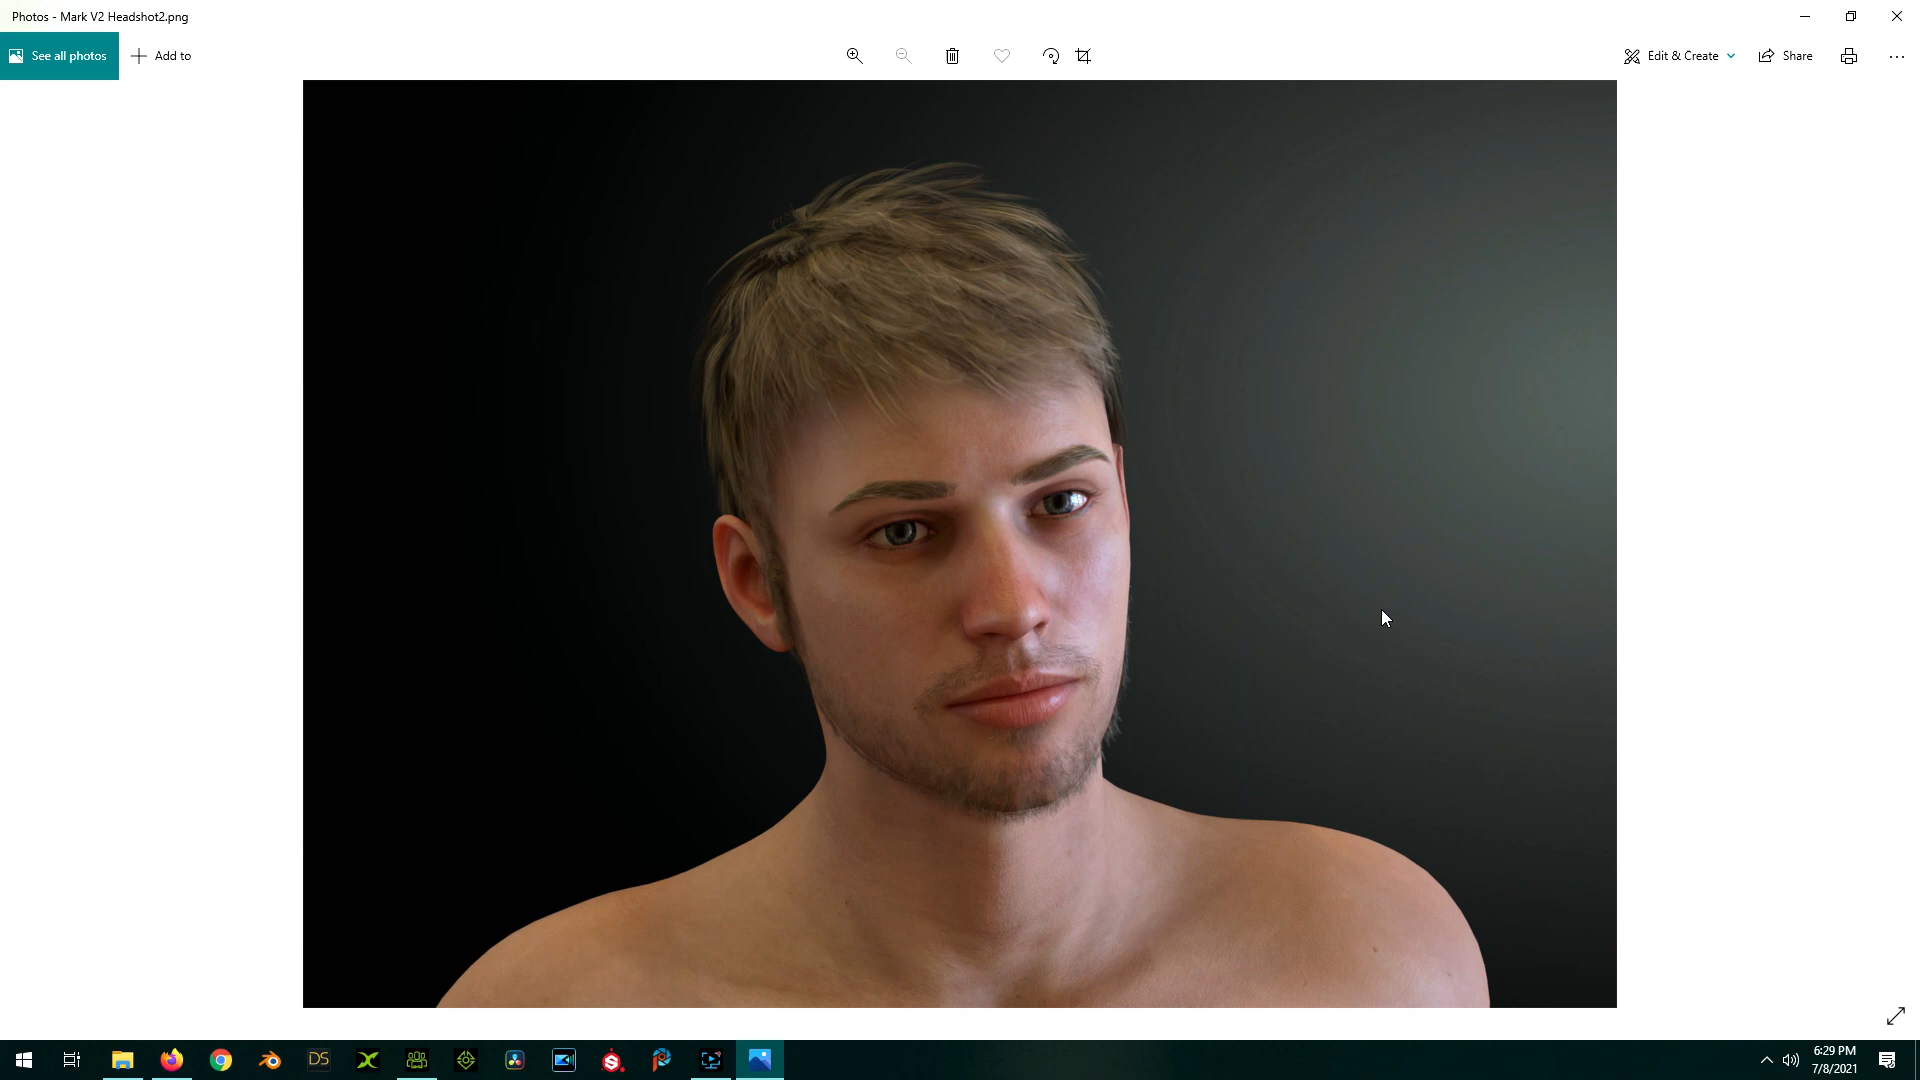 Photos - Mark V2 Headshot2.png
See all photos
Add to
Edit & Create
Share
DS
6:29 PM
7/8/2021